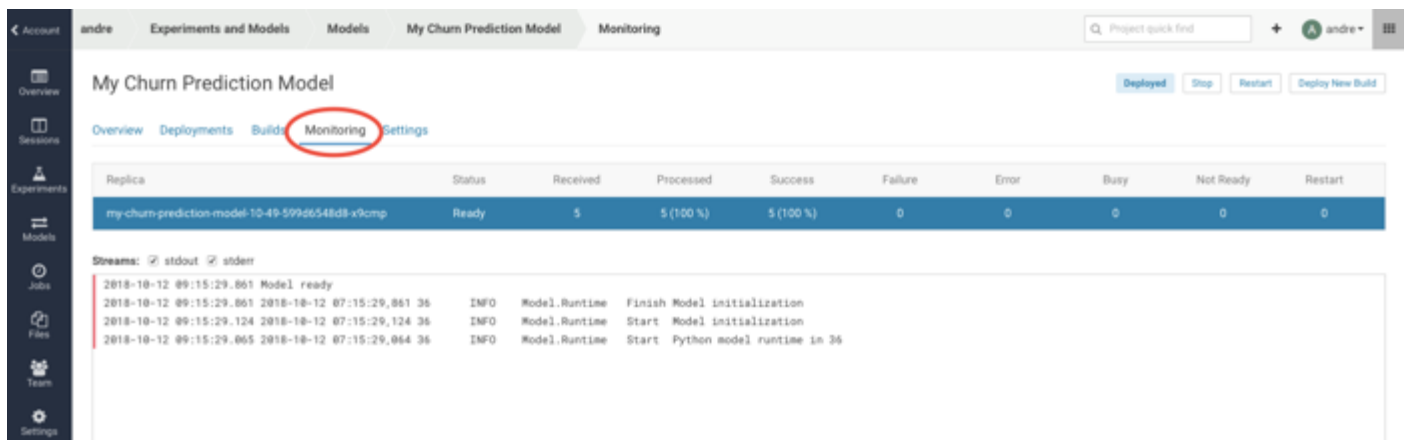 Account
andre Experiments and Models Models My Churn Prediction Model Monitoring
Project quick find
+ A andre
Overview
Sessions
Experiments
Models
Jobs
Files
Team
Settings
My Churn Prediction Model
Deployed Stop Restart Deploy New Build
Overview Deployments Builds Monitoring Settings
Replica Status Received Processed Success Failure Error Busy Not Ready Restart
my-churn-prediction-model-10-49-599d6548d8-x9cmp Ready 5 5 (100 %) 5 (100 %) 0 0 0 0 0
Streams: stdout stderr
2018-10-12 09:15:29.861 Model ready
2018-10-12 09:15:29.861 2018-10-12 07:15:29,861 36 INFO Model.Runtime Finish Model initialization
2018-10-12 09:15:29.124 2018-10-12 07:15:29,124 36 INFO Model.Runtime Start Model initialization
2018-10-12 09:15:29.065 2018-10-12 07:15:29,064 36 INFO Model.Runtime Start Python model runtime in 36